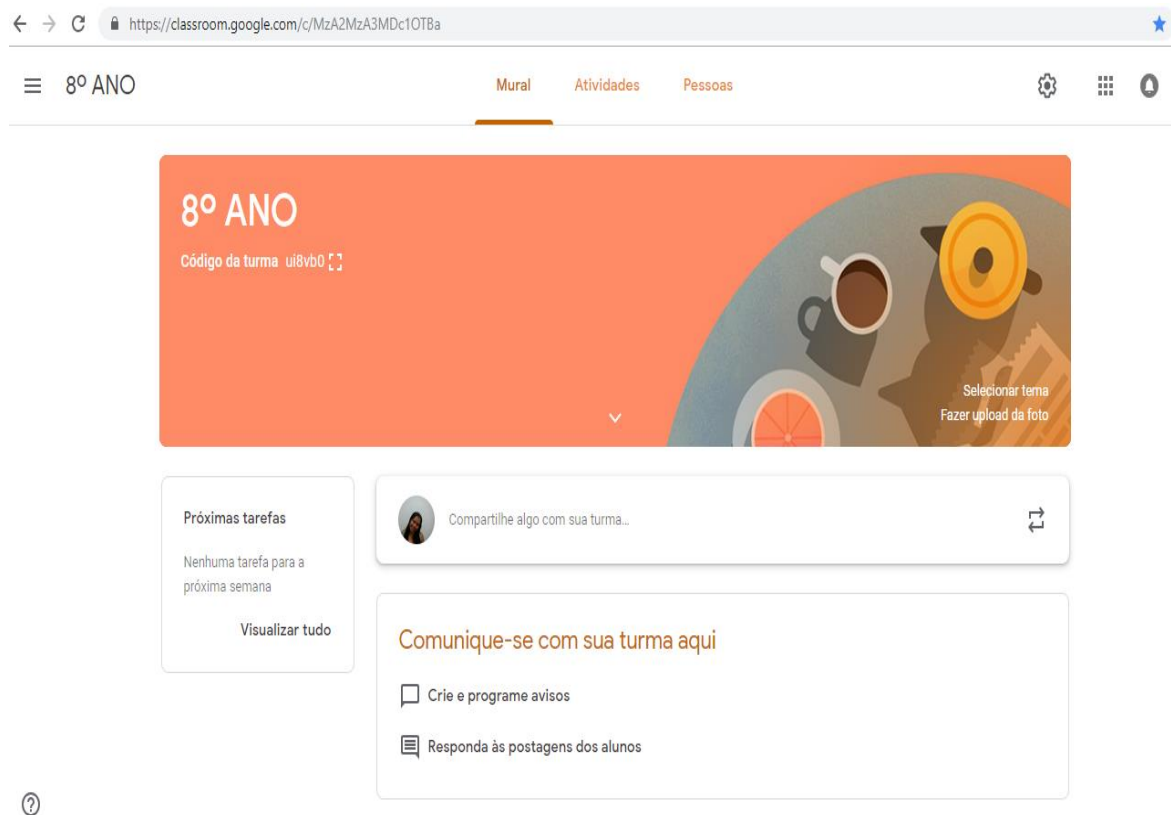 https://classroom.google.com/c/MzA2MzA3MDc1OTBa
8º ANO
Mural Atividades Pessoas
8º ANO
Código da turma ui8vb0
Selecionar tema
Fazer upload da foto
Próximas tarefas
Nenhuma tarefa para a
próxima semana
Visualizar tudo
Compartilhe algo com sua turma...
Comunique-se com sua turma aqui
Crie e programe avisos
Responda às postagens dos alunos